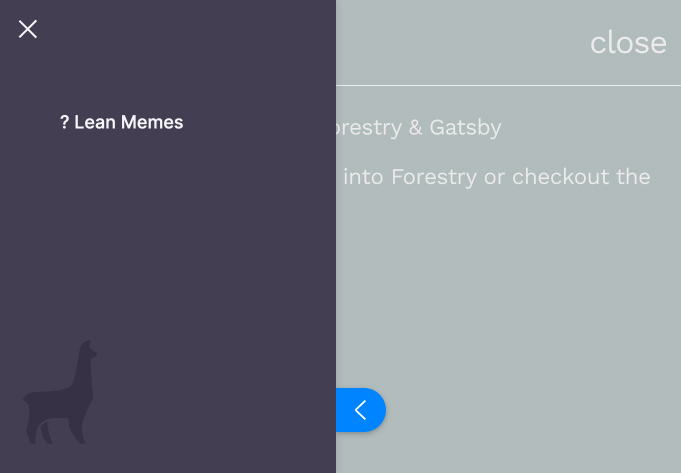 close
? Lean Memes
orestry & Gatsby
into Forestry or checkout the